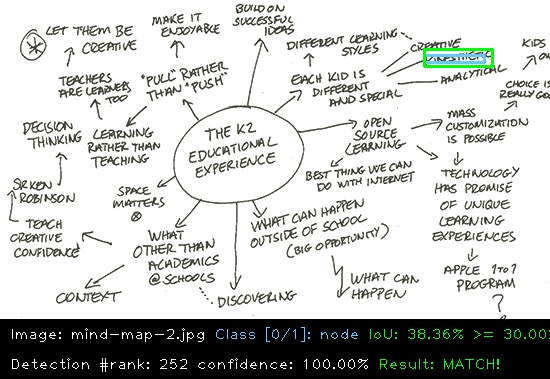 LET THEM BE
CREATIVE
MAKE IT
ENJOYABLE
BUILD ON
SUCCESSFUL
IDEAS
DIFFERENT LEARNING
STYLES
CREATIVE
ANALYTICAL
KIDS
EACH KID IS
DIFFERENT
AND SPECIAL
CHOICE IS
REALLY
TEACHERS
ARE LEARNERS
TOO
"PULL" RATHER
THAN "PUSH"
DECISION
THINKING
LEARNING
RATHER THAN
TEACHING
THE K2
EDUCATIONAL
EXPERIENCE
OPEN
SOURCE
LEARNING
MASS
CUSTOMIZATION
IS POSSIBLE
BEST THING WE CAN
DO WITH INTERNET
SIR KEN
ROBINSON
SPACE
MATTERS
TECHNOLOGY
HAS PROMISE
OF UNIQUE
LEARNING
EXPERIENCES
TEACH
CREATIVE
CONFIDENCE
WHAT
OTHER THAN
ACADEMICS
@ SCHOOLS
WHAT CAN HAPPEN
OUTSIDE OF SCHOOL
(BIG OPPORTUNITY)
APPLE 1 TO 1
PROGRAM
?
CONTEXT
DISCOVERING
WHAT CAN
HAPPEN
Image: mind-map-2.jpg Class [0/1]: node IoU: 38.36% >= 30.00
Detection #rank: 252 confidence: 100.00% Result: MATCH!